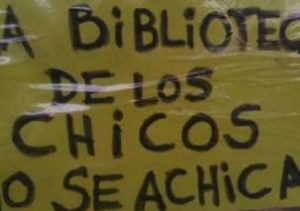 A BiBLiOTEC
DE LOS
CHiCOS
O SE ACHiCA